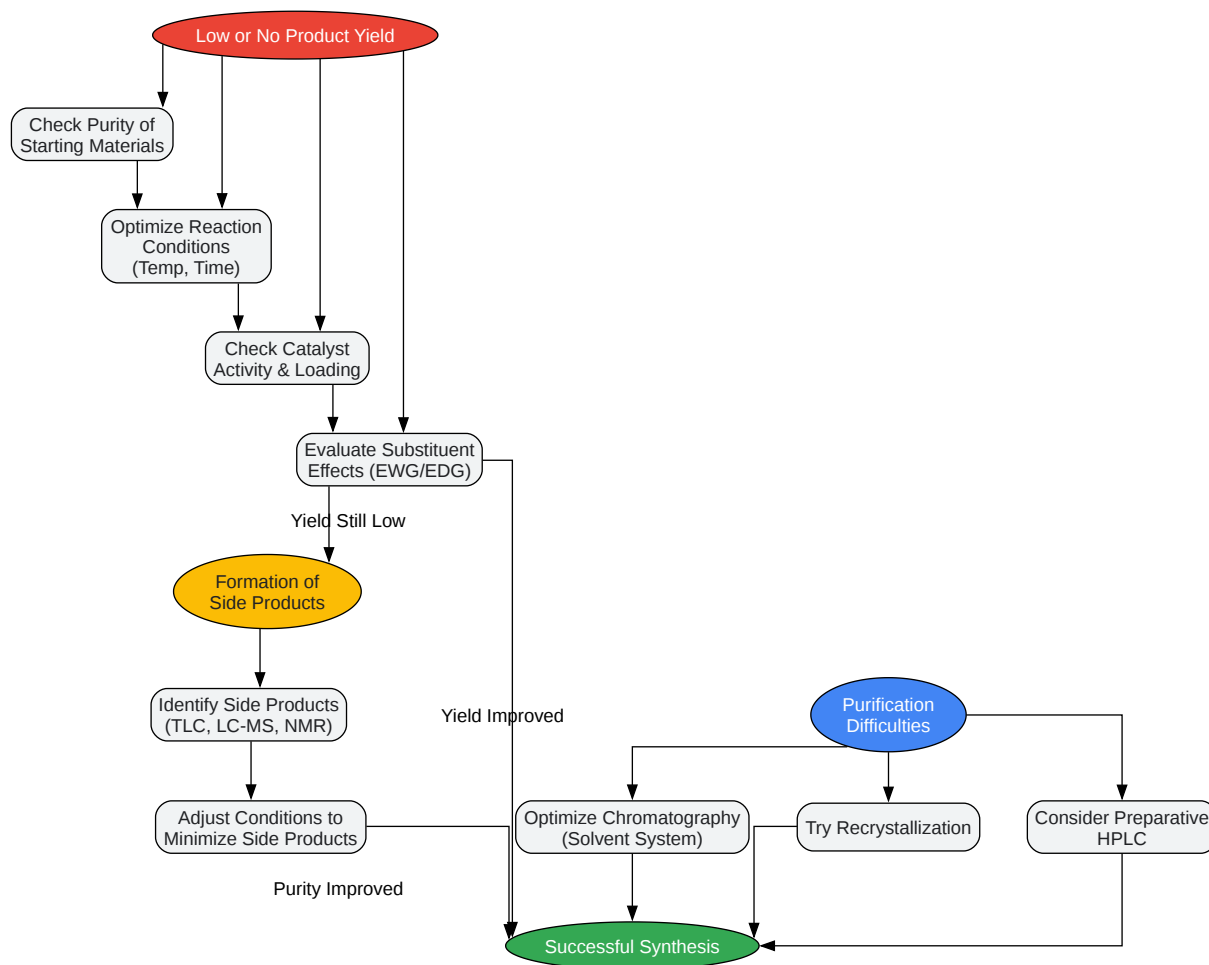 Low or No Product Yield
Check Purity of
Starting Materials
Optimize Reaction
Conditions
(Temp, Time)
Check Catalyst
Activity & Loading
Evaluate Substituent
Effects (EWG/EDG)
Yield Still Low
Formation of
Side Products
Identify Side Products
(TLC, LC-MS, NMR)
Yield Improved
Purification
Difficulties
Adjust Conditions to
Minimize Side Products
Optimize Chromatography
(Solvent System)
Try Recrystallization
Consider Preparative
HPLC
Purity Improved
Successful Synthesis